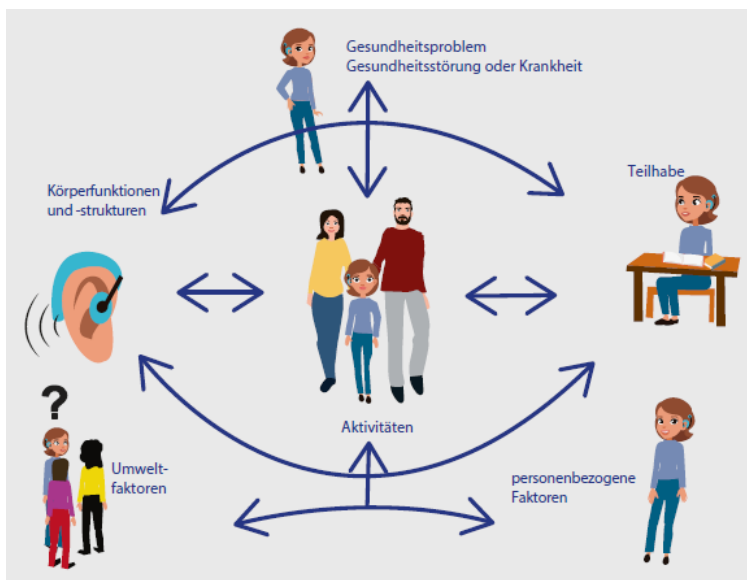 Gesundheitsproblem
Gesundheitsstörung oder Krankheit
Teilhabe
Körperfunktionen
und -strukturen
?
Aktivitäten
Umwelt-
faktoren
personenbezogene
Faktoren